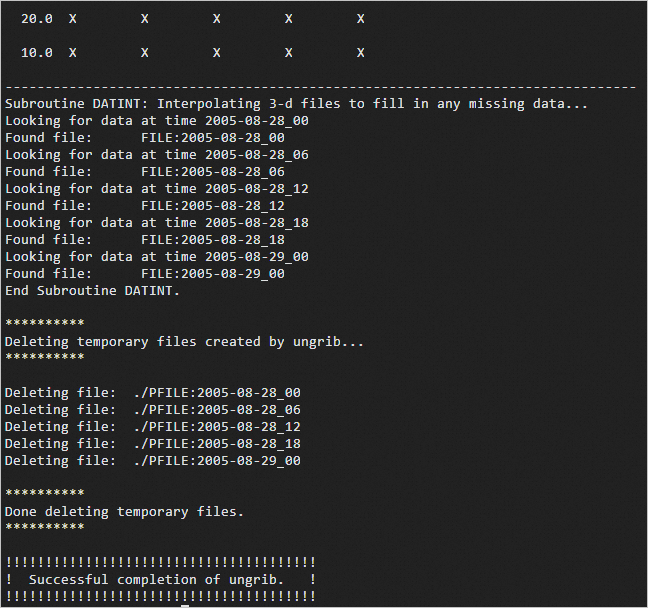 20.0  X        X        X        X        X
10.0  X        X        X        X        X
-------------------------------------------------------------------------------
Subroutine DATINT: Interpolating 3-d files to fill in any missing data...
Looking for data at time 2005-08-28_00
Found file:      FILE:2005-08-28_00
Looking for data at time 2005-08-28_06
Found file:      FILE:2005-08-28_06
Looking for data at time 2005-08-28_12
Found file:      FILE:2005-08-28_12
Looking for data at time 2005-08-28_18
Found file:      FILE:2005-08-28_18
Looking for data at time 2005-08-29_00
Found file:      FILE:2005-08-29_00
End Subroutine DATINT.
**********
Deleting temporary files created by ungrib...
**********
Deleting file:  ./PFILE:2005-08-28_00
Deleting file:  ./PFILE:2005-08-28_06
Deleting file:  ./PFILE:2005-08-28_12
Deleting file:  ./PFILE:2005-08-28_18
Deleting file:  ./PFILE:2005-08-29_00
**********
Done deleting temporary files.
**********
!!!!!!!!!!!!!!!!!!!!!!!!!!!!!!!!!!!!!!!
!  Successful completion of ungrib.   !
!!!!!!!!!!!!!!!!!!!!!!!!!!!!!!!!!!!!!!!